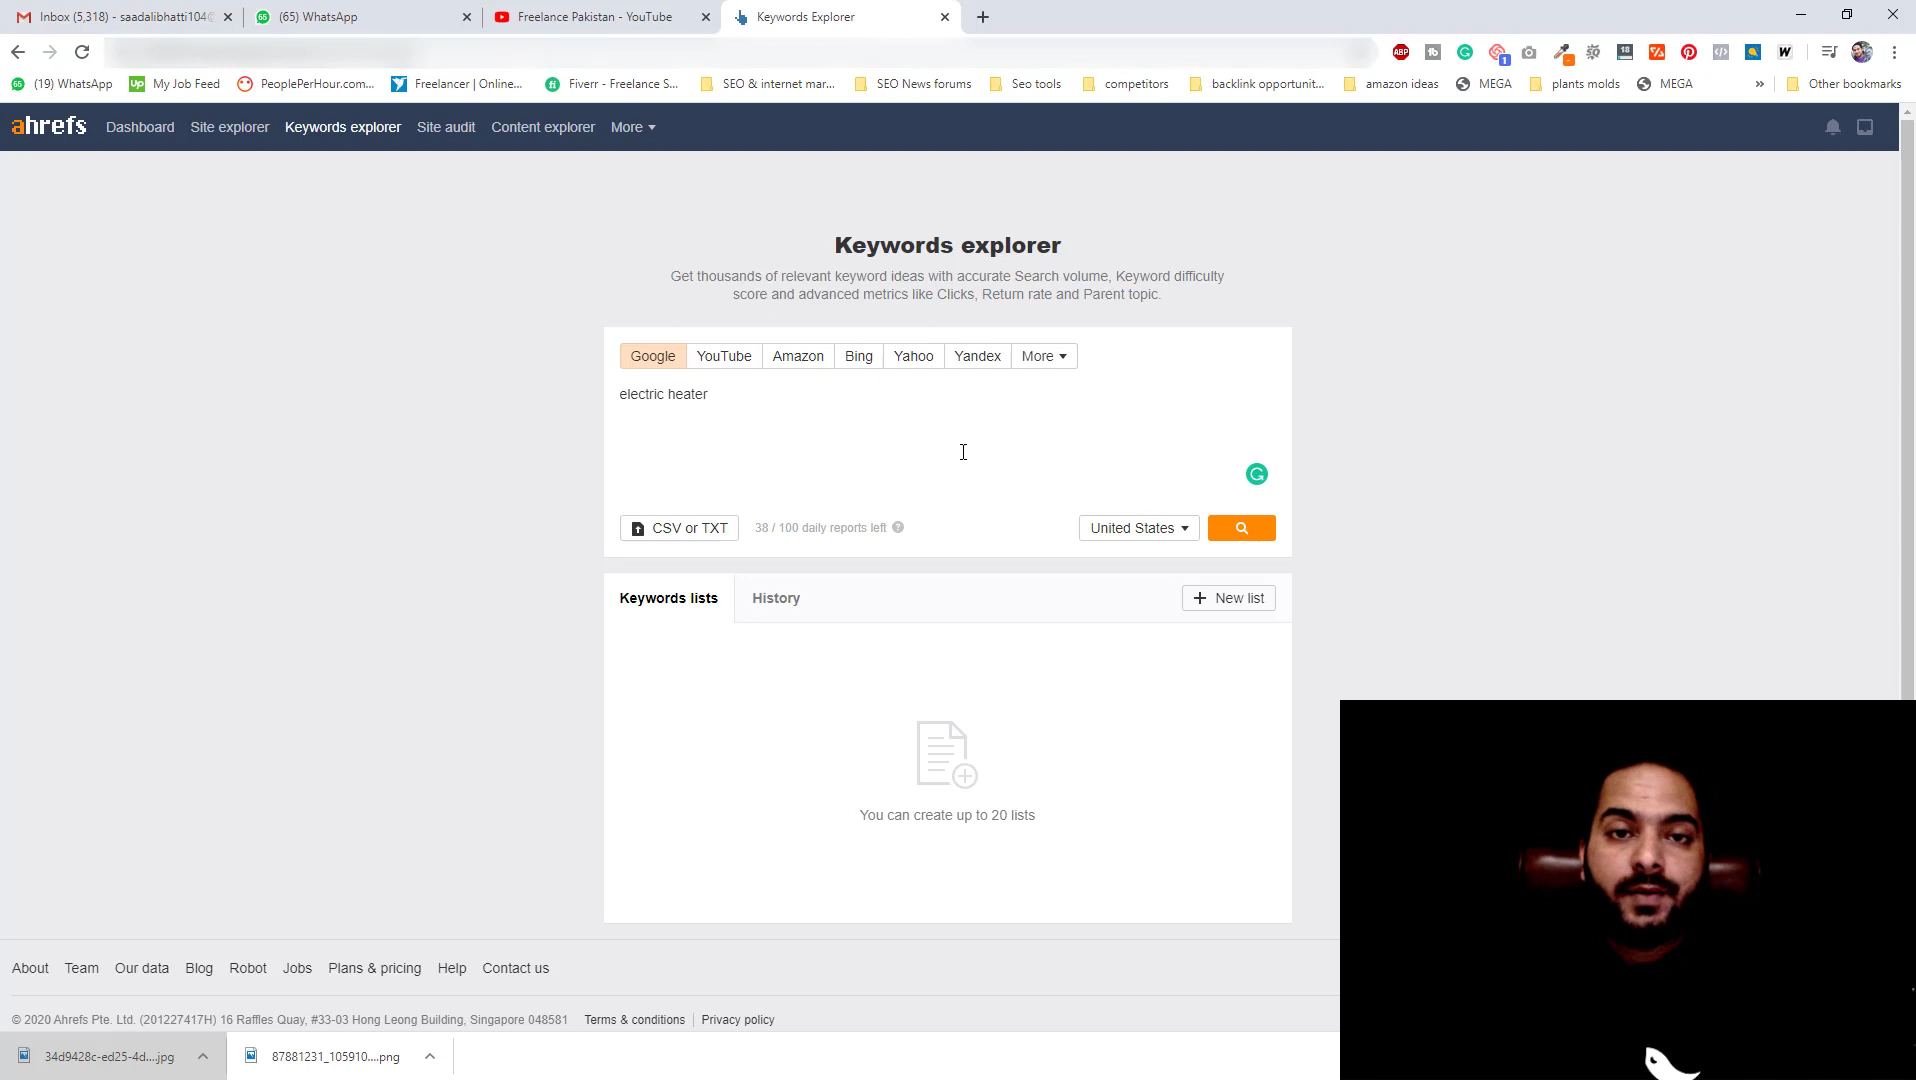 Inbox (5,318) - saadalibhatti104
(65) WhatsApp
Freelance Pakistan - YouTube
Keywords Explorer
(19) WhatsApp
My Job Feed
PeoplePerHour.com...
Freelancer | Online...
Fiverr - Freelance S...
SEO & internet mar...
SEO News forums
Seo tools
competitors
backlink opportunit...
amazon ideas
MEGA
plants molds
MEGA
Other bookmarks
ahrefs Dashboard Site explorer Keywords explorer Site audit Content explorer More
Keywords explorer
Get thousands of relevant keyword ideas with accurate Search volume, Keyword difficulty
score and advanced metrics like Clicks, Return rate and Parent topic.
Google YouTube Amazon Bing Yahoo Yandex More
electric heater
CSV or TXT 38 / 100 daily reports left United States
Keywords lists History New list
You can create up to 20 lists
About Team Our data Blog Robot Jobs Plans & pricing Help Contact us
© 2020 Ahrefs Pte. Ltd. (201227417H) 16 Raffles Quay, #33-03 Hong Leong Building, Singapore 048581 Terms & conditions Privacy policy
34d9428c-ed25-4d....jpg
87881231_105910....png